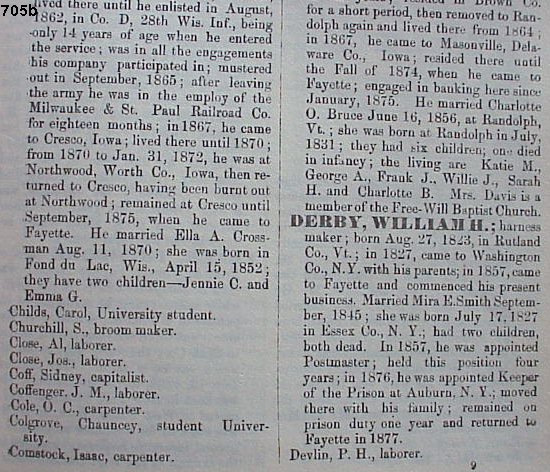 705b
lived there until he enlisted in August,
1862, in Co. D, 28th Wis. Inf., being
only 14 years of age when he entered
the service; was in all the engagements
his company participated in; mustered
out in September, 1865; after leaving
the army he was in the employ of the
Milwaukee & St. Paul Railroad Co.
for eighteen months; in 1867, he came
to Cresco, Iowa; lived there until 1870;
from 1870 to Jan. 31, 1872, he was at
Northwood, Worth Co., Iowa, then re-
turned to Cresco, having been burnt out
at Northwood; remained at Cresco until
September, 1875, when he came to
Fayette. He married Ella A. Cross-
man Aug. 11, 1870; she was born in
Fond du Lac, Wis., April 15, 1852;
they have two children—Jennie C. and
Emma G.
Childs, Carol, University student.
Churchill, S., broom maker.
Close, Al, laborer.
Close, Jos., laborer.
Coff, Sidney, capitalist.
Coffenger, J. M., laborer.
Cole, O. C., carpenter.
Colgrove, Chauncey, student Univer-
sity.
Comstock, Isaac, carpenter.
resided in Brown Co.
for a short period, then removed to Ran-
dolph again and lived there from 1864;
in 1867, he came to Masonville, Dela-
ware Co., Iowa; resided there until
the Fall of 1874, when he came to
Fayette; engaged in banking here since
January, 1875. He married Charlotte
O. Bruce June 16, 1856, at Randolph,
Vt.; she was born at Randolph in July,
1831; they had six children; one died
in infancy; the living are Katie M.,
George A., Frank J., Willie J., Sarah
H. and Charlotte B. Mrs. Davis is a
member of the Free-Will Baptist Church.
DERBY, WILLIAM H.; harness
maker; born Aug. 27, 1823, in Rutland
Co., Vt.; in 1827, came to Washington
Co., N.Y. with his parents; in 1857, came
to Fayette and commenced his present
business. Married Mira E. Smith Septem-
ber, 1845; she was born July 17, 1827
in Essex Co., N. Y.; had two children,
both dead. In 1857, he was appointed
Postmaster; held this position four
years; in 1876, he was appointed Keeper
of the Prison at Auburn, N. Y.; moved
there with his family; remained on
prison duty one year and returned to
Fayette in 1877.
Devlin, P. H., laborer.
9